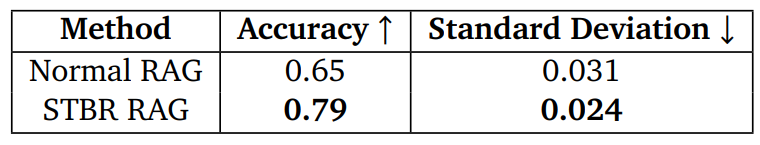 Method Accuracy ↑ Standard Deviation ↓
Normal RAG 0.65 0.031
STBR RAG 0.79 0.024